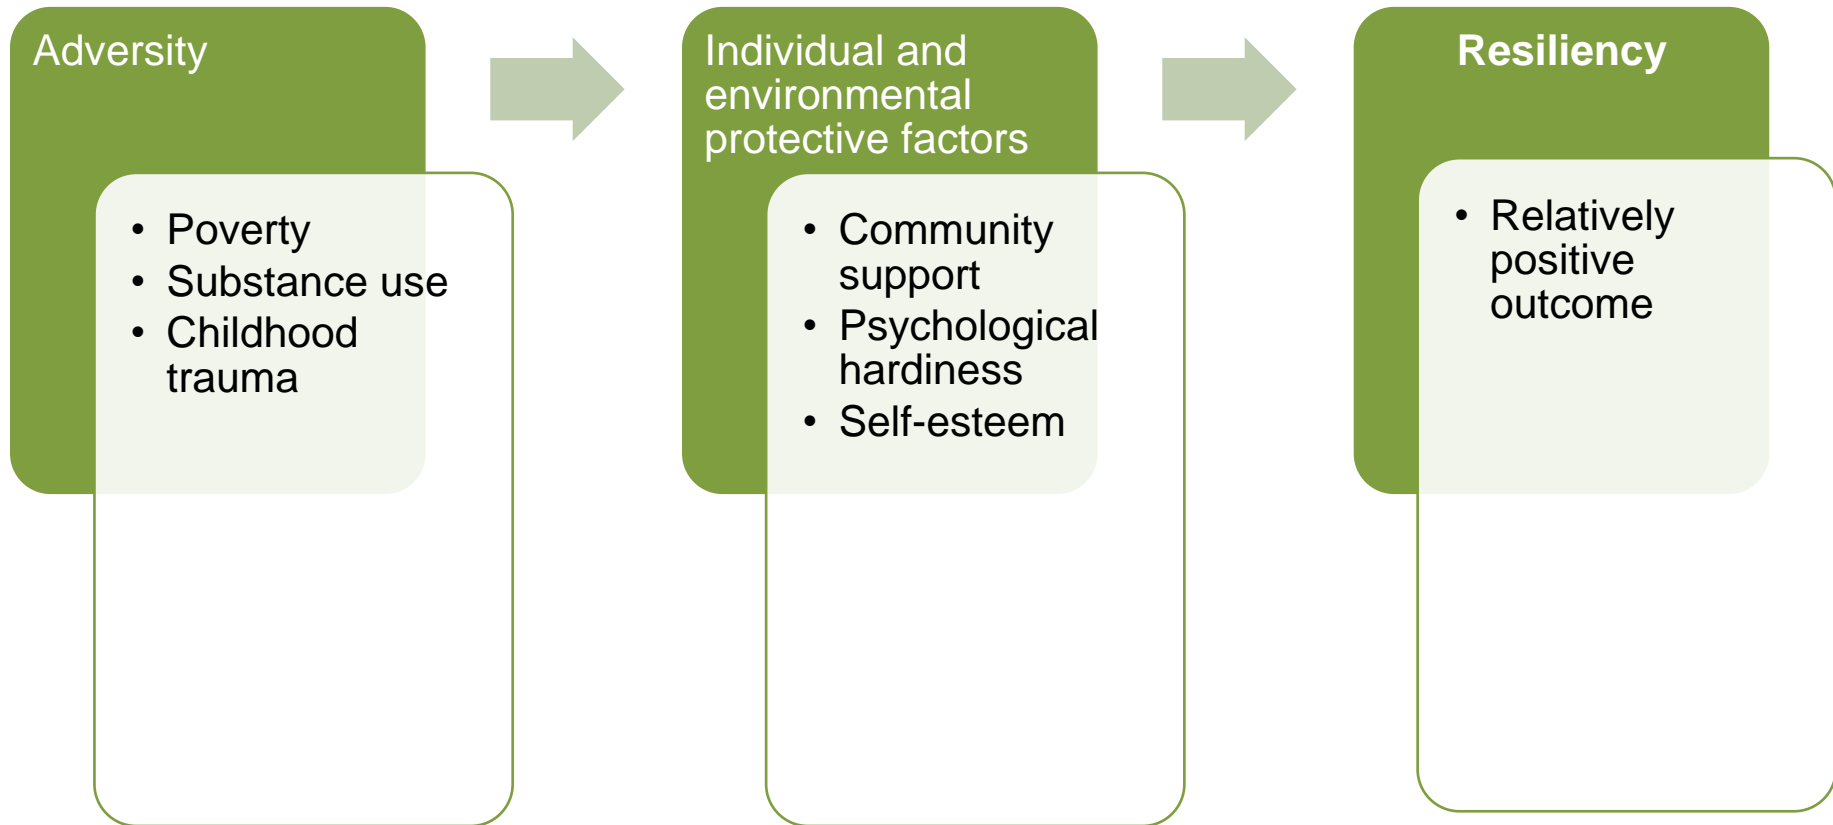 Adversity
• Poverty
• Substance use
• Childhood
trauma
Individual and
environmental
protective factors
• Community
support
• Psychological
hardiness
• Self-esteem
Resiliency
• Relatively
positive
outcome